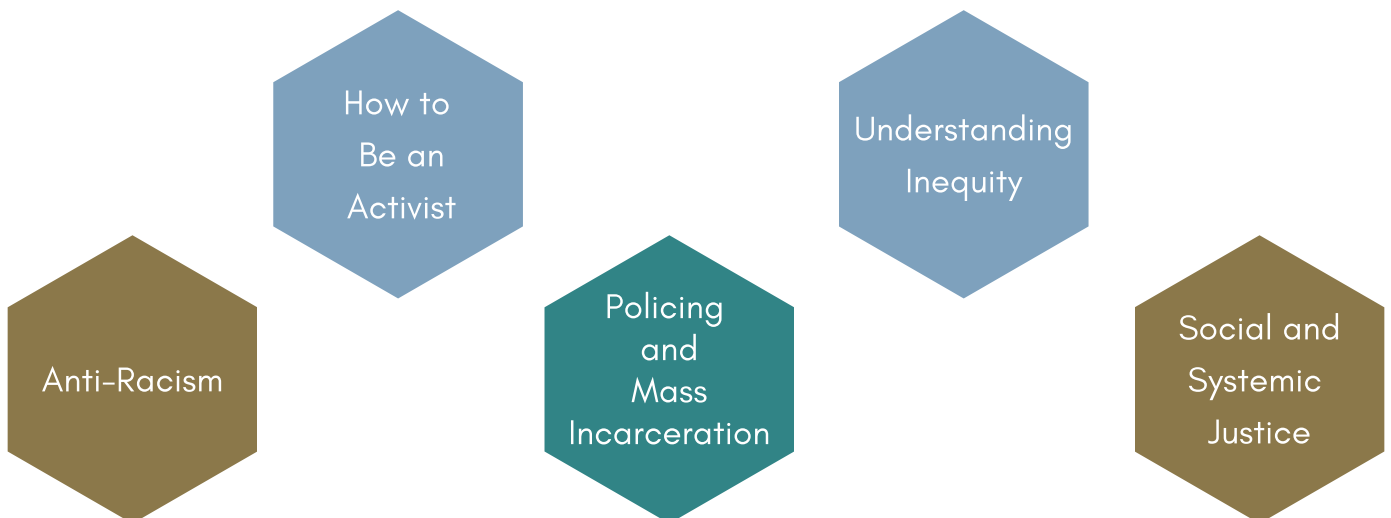 How to
Be an
Activist
Understanding
Inequity
Anti-Racism
Policing
and
Mass
Incarceration
Social and
Systemic
Justice